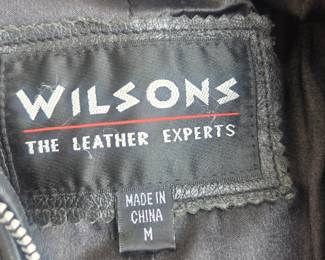 WILSONS
THE LEATHER EXPERTS
MADE IN
CHINA
M